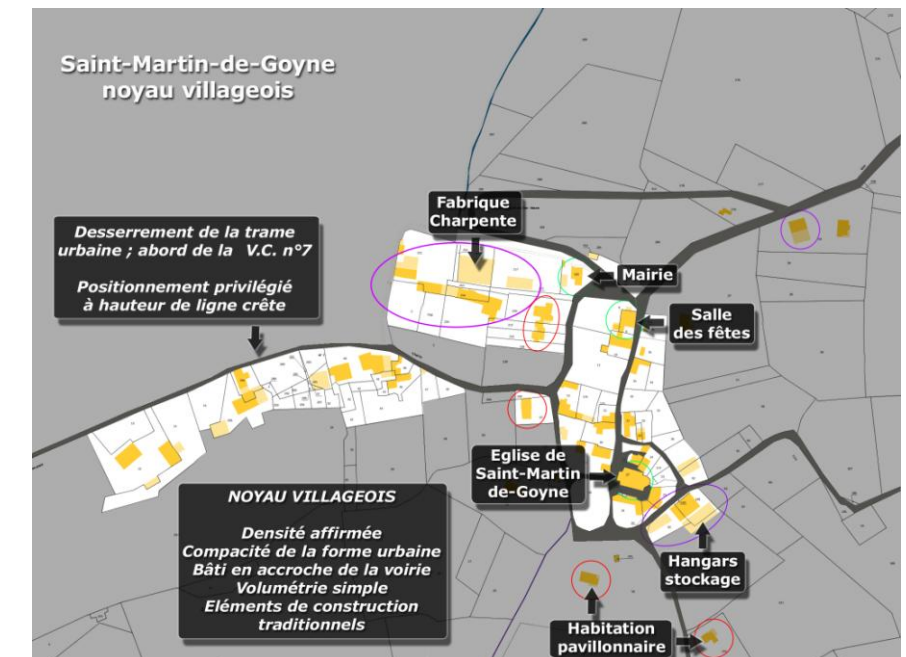 Saint-Martin-de-Goyne
noyau villageois
Fabrique
Charpente
Desserrement de la trame
urbaine ; abord de la V.C. n°7
Positionnement privilégié
à hauteur de ligne crête
Mairie
Salle
des fêtes
Eglise de
Saint-Martin
de-Goyne
NOYAU VILLAGEOIS
Densité affirmée
Compacité de la forme urbaine
Bâti en accroche de la voirie
Volumétrie simple
Eléments de construction
traditionnels
Hangars
stockage
Habitation
pavillonnaire